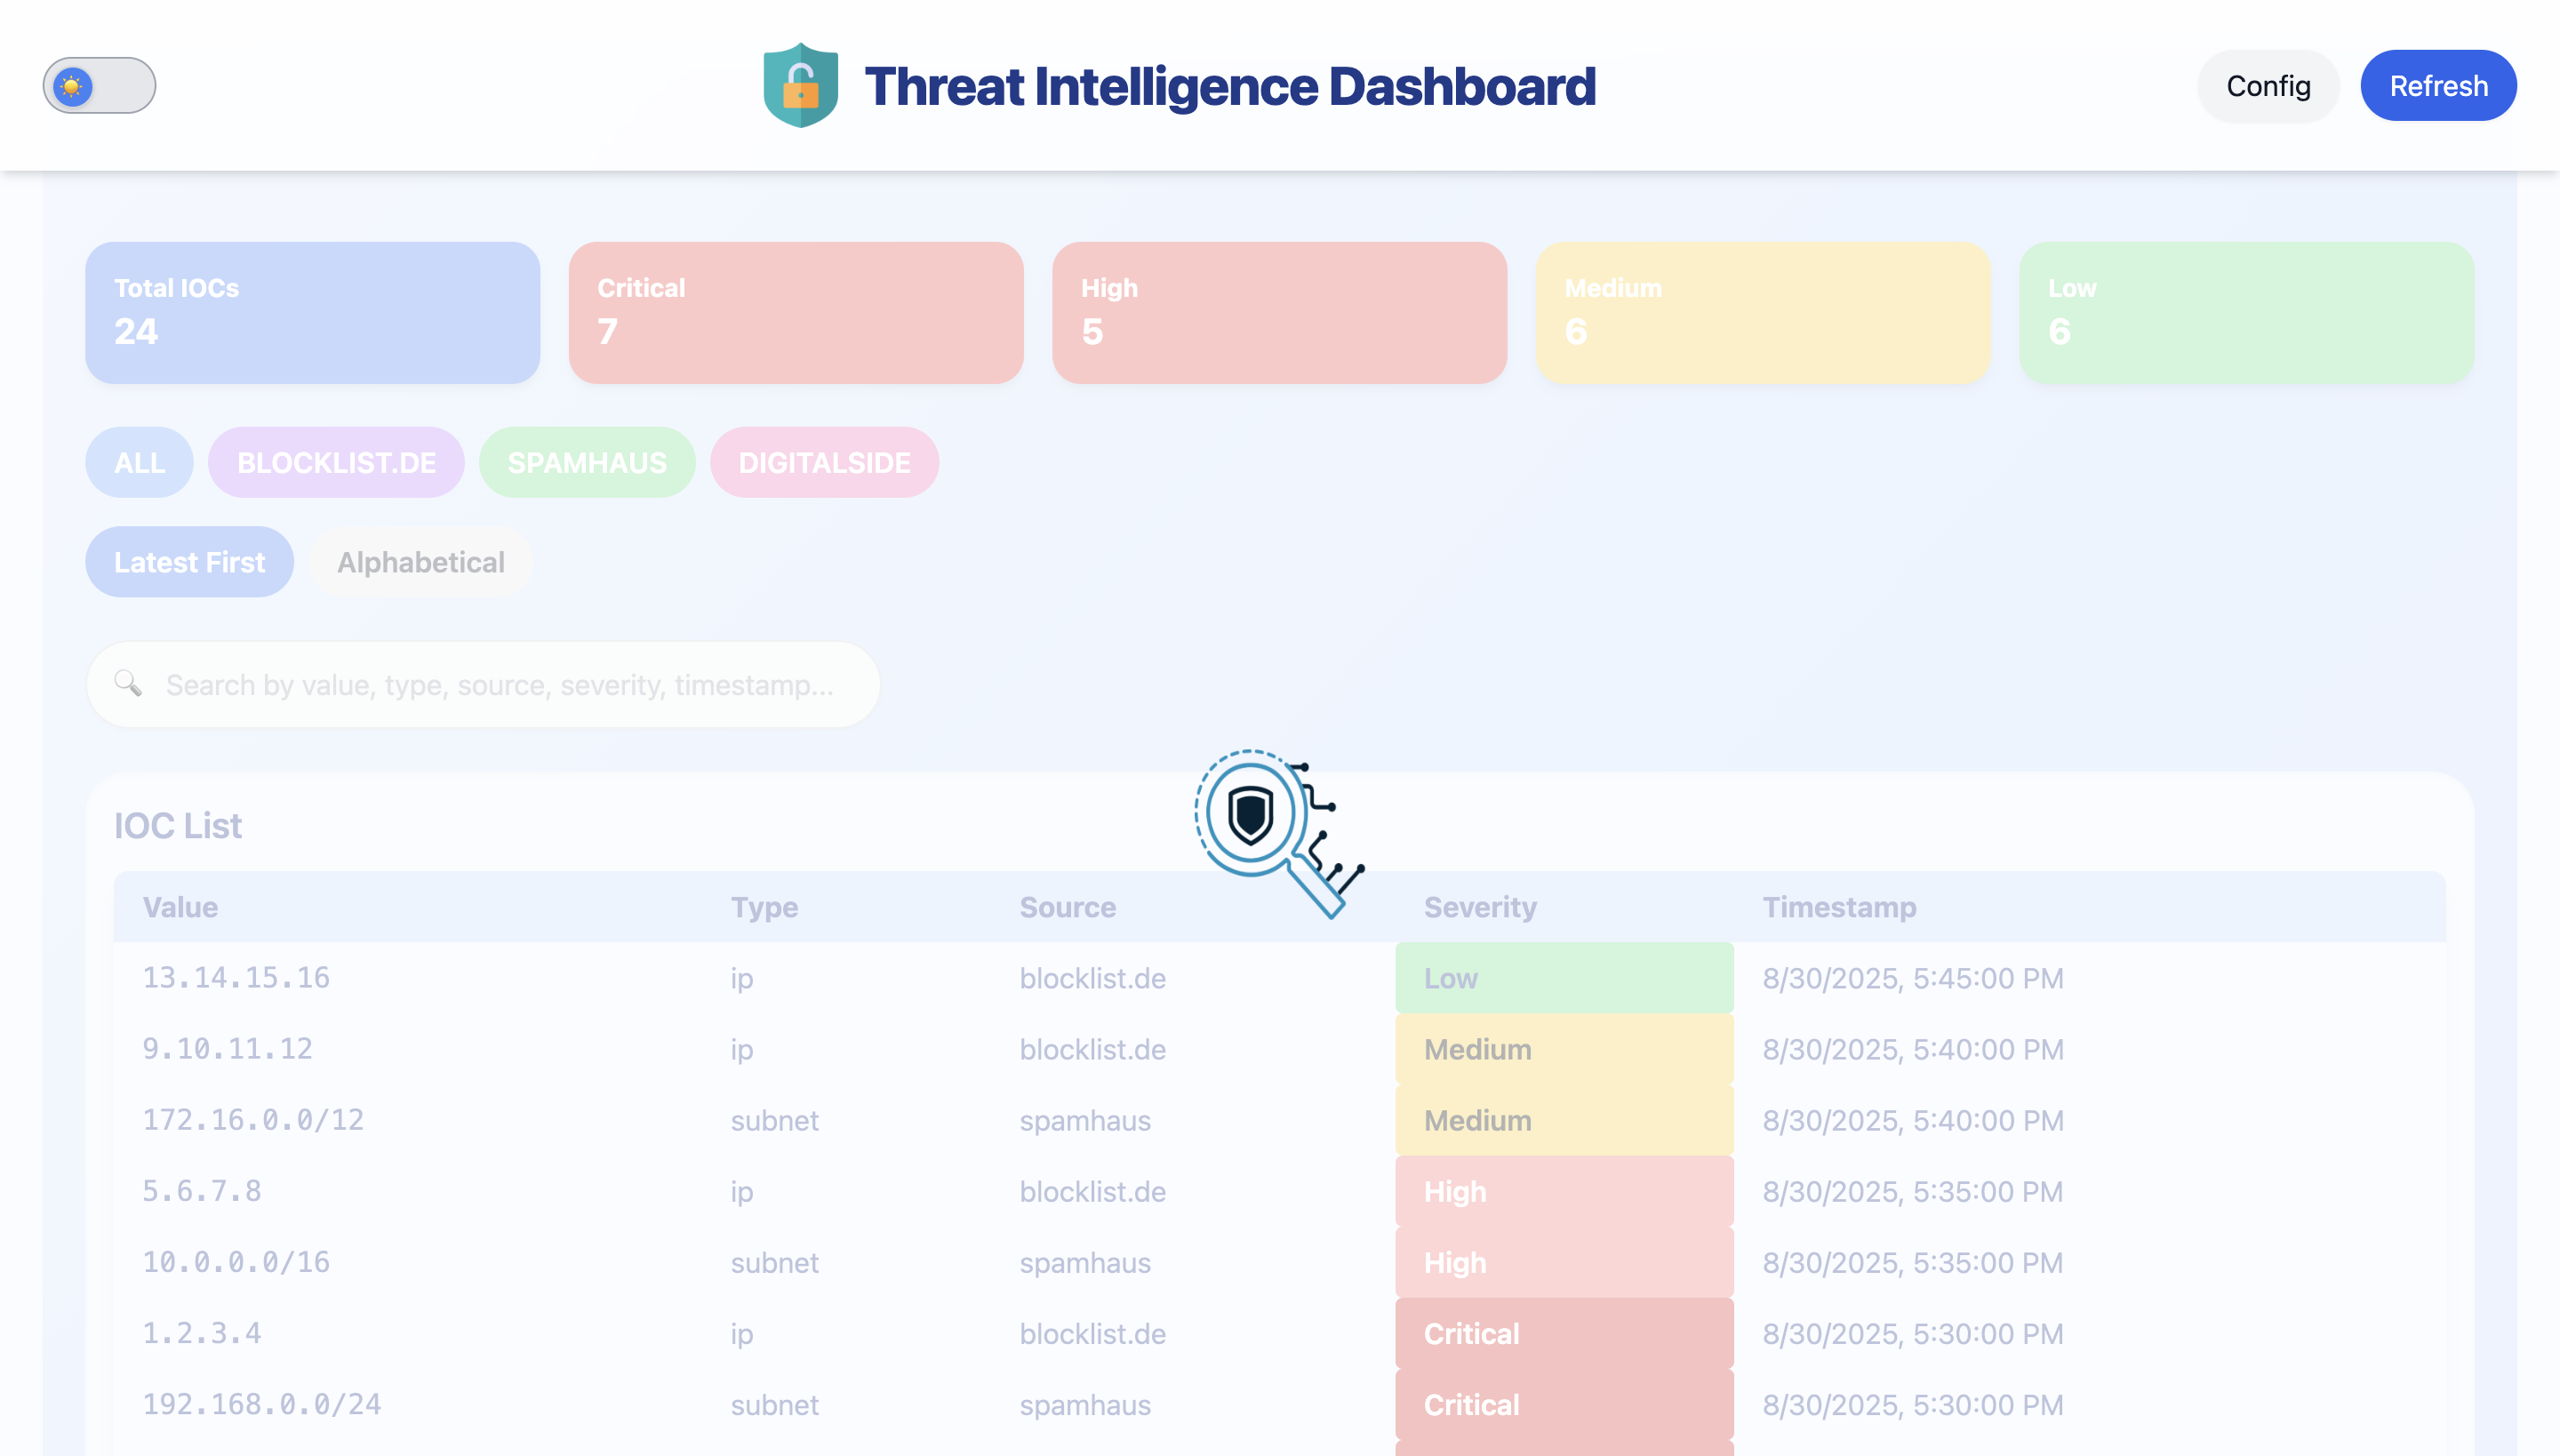 Threat Intelligence Dashboard
Config
Refresh
Total IOCs
24
Critical
7
High
5
Medium
6
Low
6
ALL
BLOCKLIST.DE
SPAMHAUS
DIGITALSIDE
Latest First
Alphabetical
Search by value, type, source, severity, timestamp...
IOC List
Value Type Source Severity Timestamp
13.14.15.16 ip blocklist.de Low 8/30/2025, 5:45:00 PM
9.10.11.12 ip blocklist.de Medium 8/30/2025, 5:40:00 PM
172.16.0.0/12 subnet spamhaus Medium 8/30/2025, 5:40:00 PM
5.6.7.8 ip blocklist.de High 8/30/2025, 5:35:00 PM
10.0.0.0/16 subnet spamhaus High 8/30/2025, 5:35:00 PM
1.2.3.4 ip blocklist.de Critical 8/30/2025, 5:30:00 PM
192.168.0.0/24 subnet spamhaus Critical 8/30/2025, 5:30:00 PM